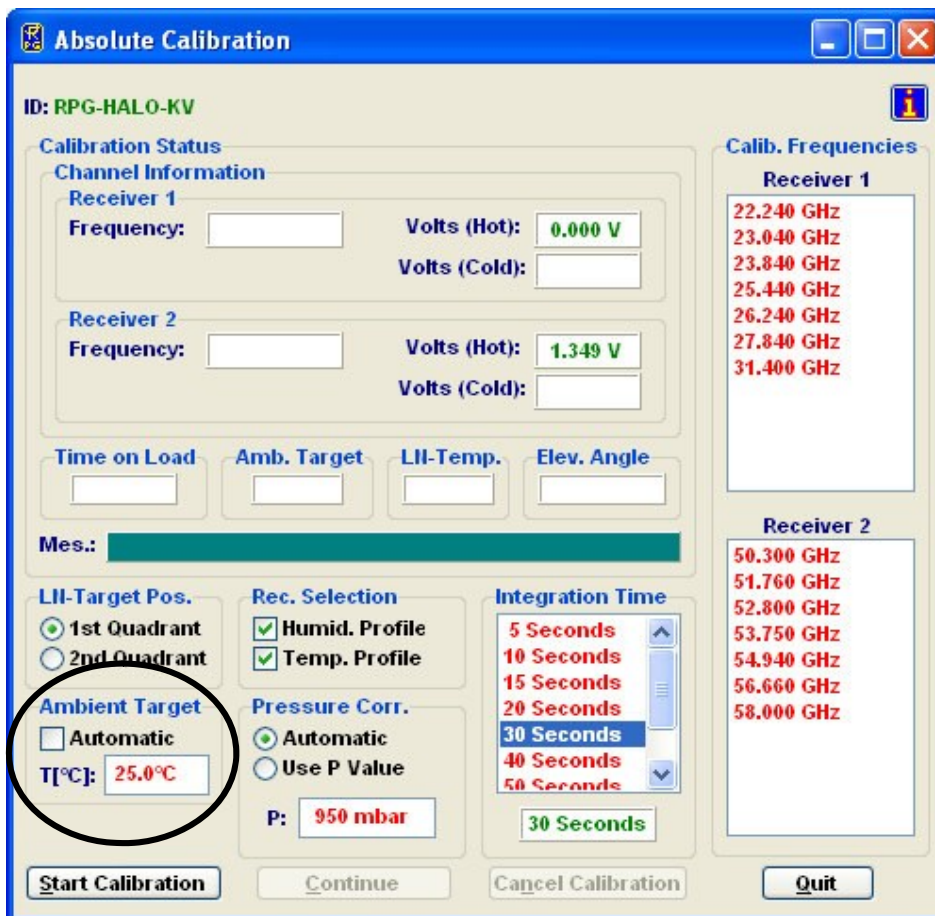 Absolute Calibration
ID: RPG-HALO-KV
Calibration Status
Channel Information
Receiver 1
Frequency:
Volts (Hot): 0.000 V
Volts (Cold):
Receiver 2
Frequency:
Volts (Hot): 1.349 V
Volts (Cold):
Time on Load
Amb. Target
LN-Temp.
Elev. Angle
Mes.:
Calib. Frequencies
Receiver 1
22.240 GHz
23.040 GHz
23.840 GHz
25.440 GHz
26.240 GHz
27.840 GHz
31.400 GHz
Receiver 2
50.300 GHz
51.760 GHz
52.800 GHz
53.750 GHz
54.940 GHz
56.660 GHz
58.000 GHz
LN-Target Pos.
1st Quadrant
2nd Quadrant
Rec. Selection
Humid. Profile
Temp. Profile
Integration Time
5 Seconds
10 Seconds
15 Seconds
20 Seconds
30 Seconds
40 Seconds
50 Seconds
30 Seconds
Ambient Target
Automatic
T[°C]: 25.0°C
Pressure Corr.
Automatic
Use P Value
P: 950 mbar
Start Calibration
Continue
Cancel Calibration
Quit